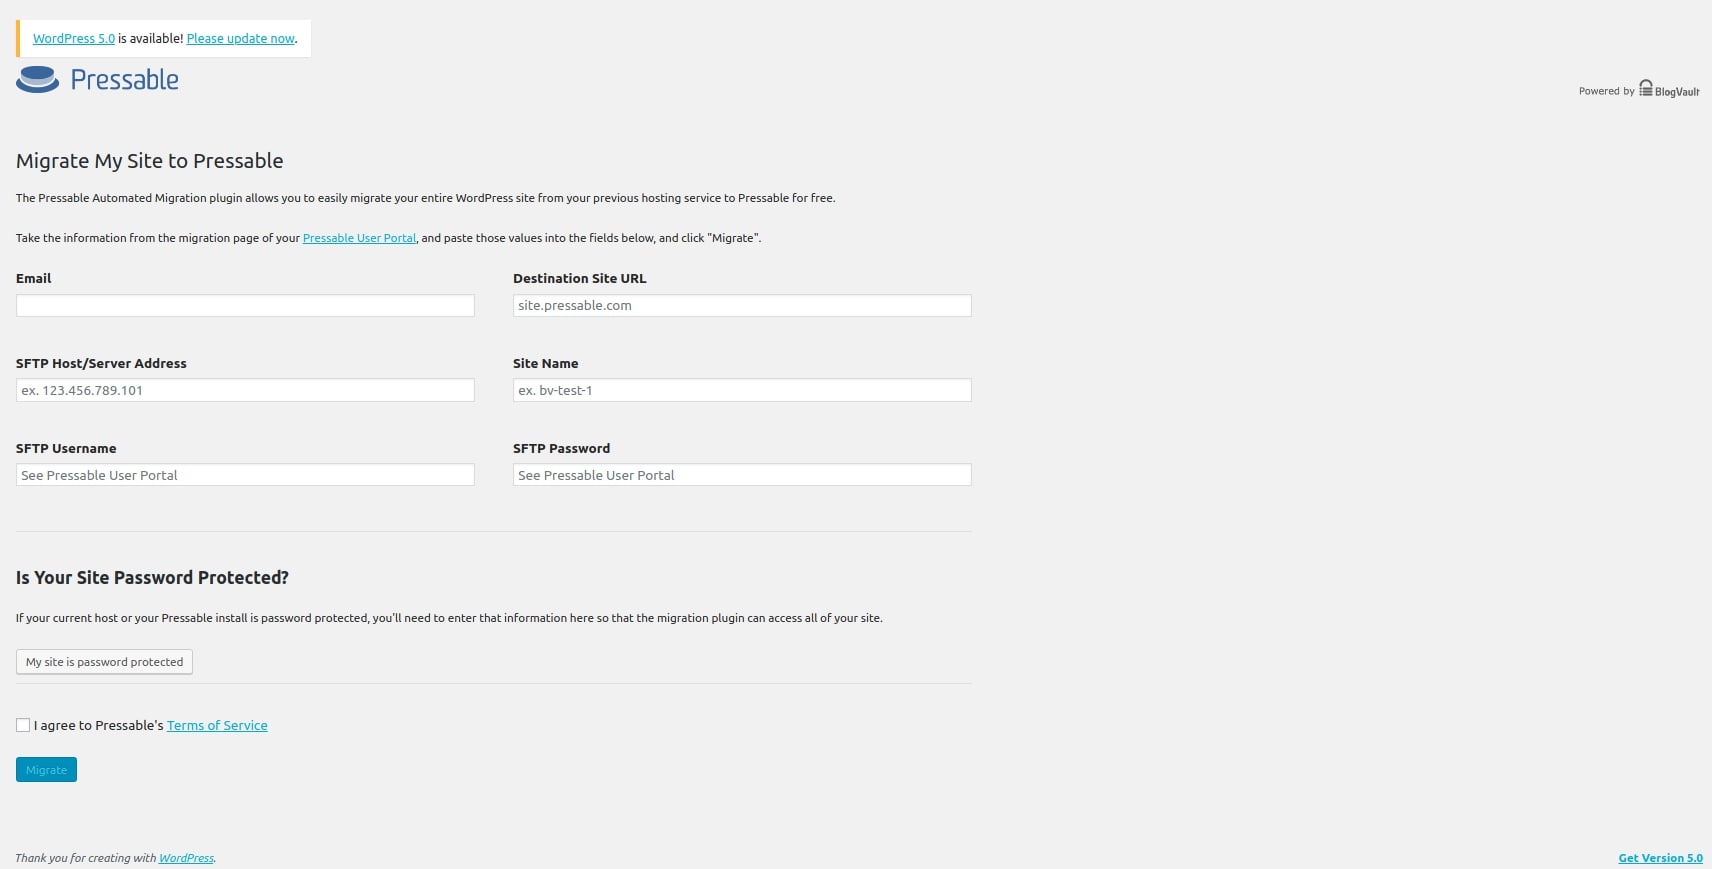 WordPress 5.0 is available! Please update now.
Pressable
Powered by BlogVault
Migrate My Site to Pressable
The Pressable Automated Migration plugin allows you to easily migrate your entire WordPress site from your previous hosting service to Pressable for free.
Take the information from the migration page of your Pressable User Portal, and paste those values into the fields below, and click "Migrate".
Email
Destination Site URL
site.pressable.com
SFTP Host/Server Address
Site Name
ex. 123.456.789.101
ex. bv-test-1
SFTP Username
SFTP Password
See Pressable User Portal
See Pressable User Portal
Is Your Site Password Protected?
If your current host or your Pressable install is password protected, you'll need to enter that information here so that the migration plugin can access all of your site.
My site is password protected
I agree to Pressable's Terms of Service
Migrate
Thank you for creating with WordPress.
Get Version 5.0